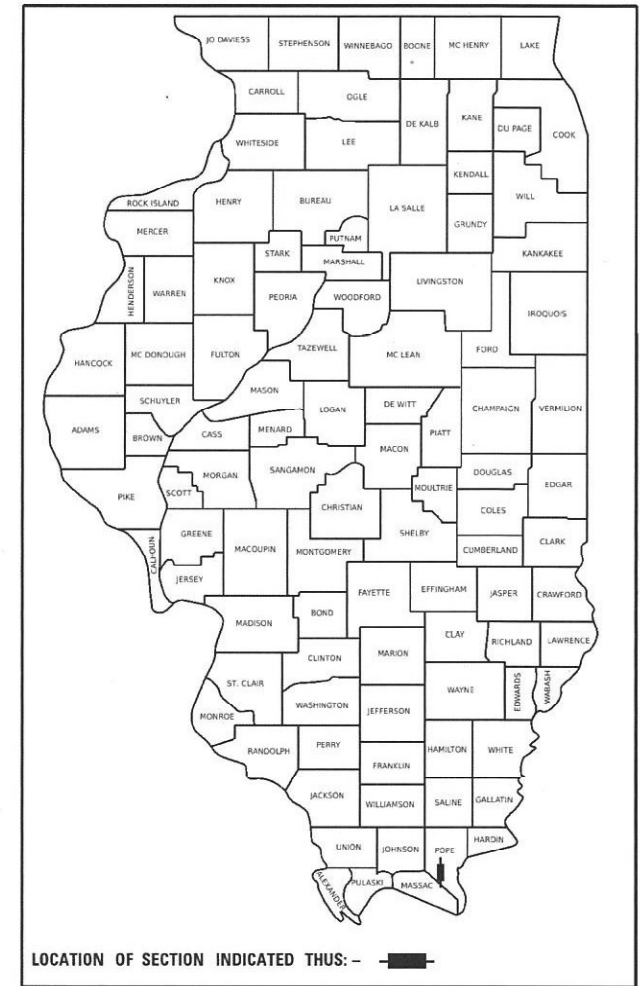 JO DAVIESS
STEPHENSON
WINNEBAGO
BOONE
MC HENRY
LAKE
CARROLL
OGLE
DE KALB
KANE
DU PAGE
COOK
WHITESIDE
LEE
KENDALL
WILL
ROCK ISLAND
HENRY
BUREAU
LA SALLE
GRUNDY
MERCER
PUTNAM
STARK
MARSHALL
KANKAKEE
HENDERSON
WARREN
KNOX
PEORIA
WOODFORD
LIVINGSTON
IROQUOIS
HANCOCK
MC DONOUGH
FULTON
TAZEWELL
MC LEAN
FORD
SCHUYLER
MASON
LOGAN
DE WITT
CHAMPAIGN
VERMILION
ADAMS
BROWN
CASS
MENARD
MACON
PIATT
PIKE
SCOTT
MORGAN
SANGAMON
CHRISTIAN
MOULTRIE
DOUGLAS
EDGAR
COLES
CALHOUN
GREENE
MACOUPIN
MONTGOMERY
SHELBY
CUMBERLAND
CLARK
JERSEY
MADISON
BOND
FAYETTE
EFFINGHAM
JASPER
CRAWFORD
CLAY
RICHLAND
LAWRENCE
CLINTON
MARION
ST. CLAIR
WASHINGTON
WAYNE
EDWARDS
WABASH
MONROE
JEFFERSON
RANDOLPH
PERRY
HAMILTON
WHITE
FRANKLIN
JACKSON
WILLIAMSON
SALINE
GALLATIN
UNION
JOHNSON
POPE
HARDIN
ALEXANDER
PULASKI
MASSAC
LOCATION OF SECTION INDICATED THUS: –